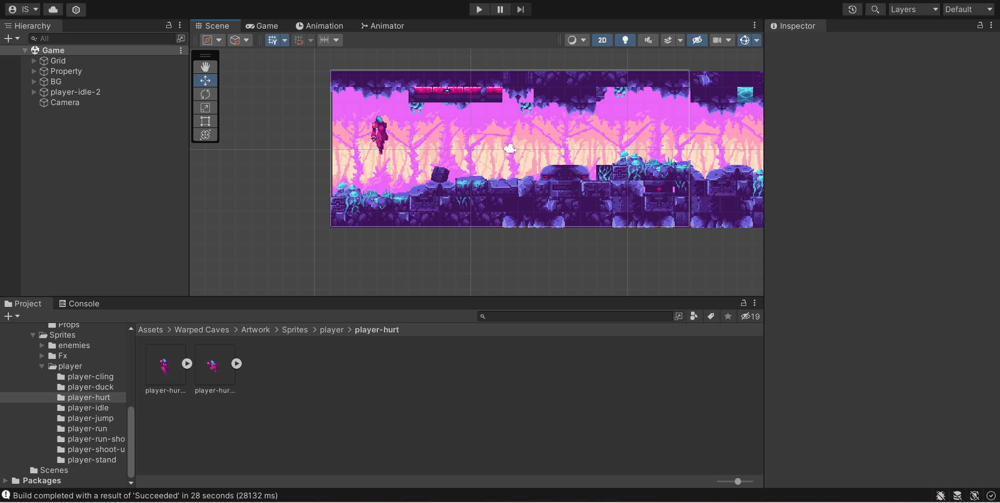 IS
Layers
Default
Hierarchy
Scene
Game
Animation
Animator
Inspector
All
2D
Game
Grid
Property
BG
player-idle-2
Camera
Project
Console
19
Props
Sprites
enemies
Fx
player
player-cling
player-duck
player-hurt
player-idle
player-jump
player-run
player-run-sho
player-shoot-u
player-stand
Scenes
Packages
Assets > Warped Caves > Artwork > Sprites > player > player-hurt
player-hur... player-hur...
Build completed with a result of 'Succeeded' in 28 seconds (28132 ms)